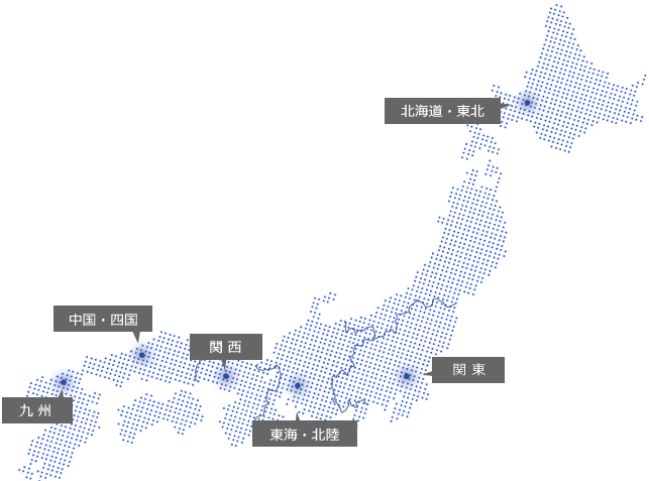 北海道・東北
中国・四国
関西
関東
九州
東海・北陸